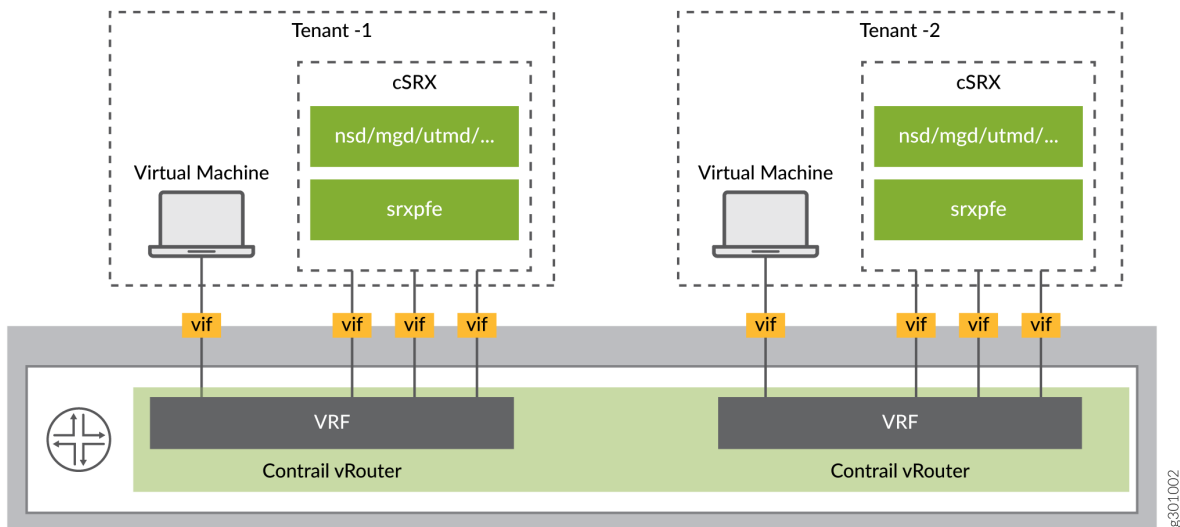 Tenant -1
Tenant -2
cSRX
cSRX
nsd/mgd/utmd/...
nsd/mgd/utmd/...
Virtual Machine
Virtual Machine
srxpfe
srxpfe
vif
vif
vif
vif
vif
vif
vif
vif
VRF
VRF
Contrail vRouter
Contrail vRouter
g301002